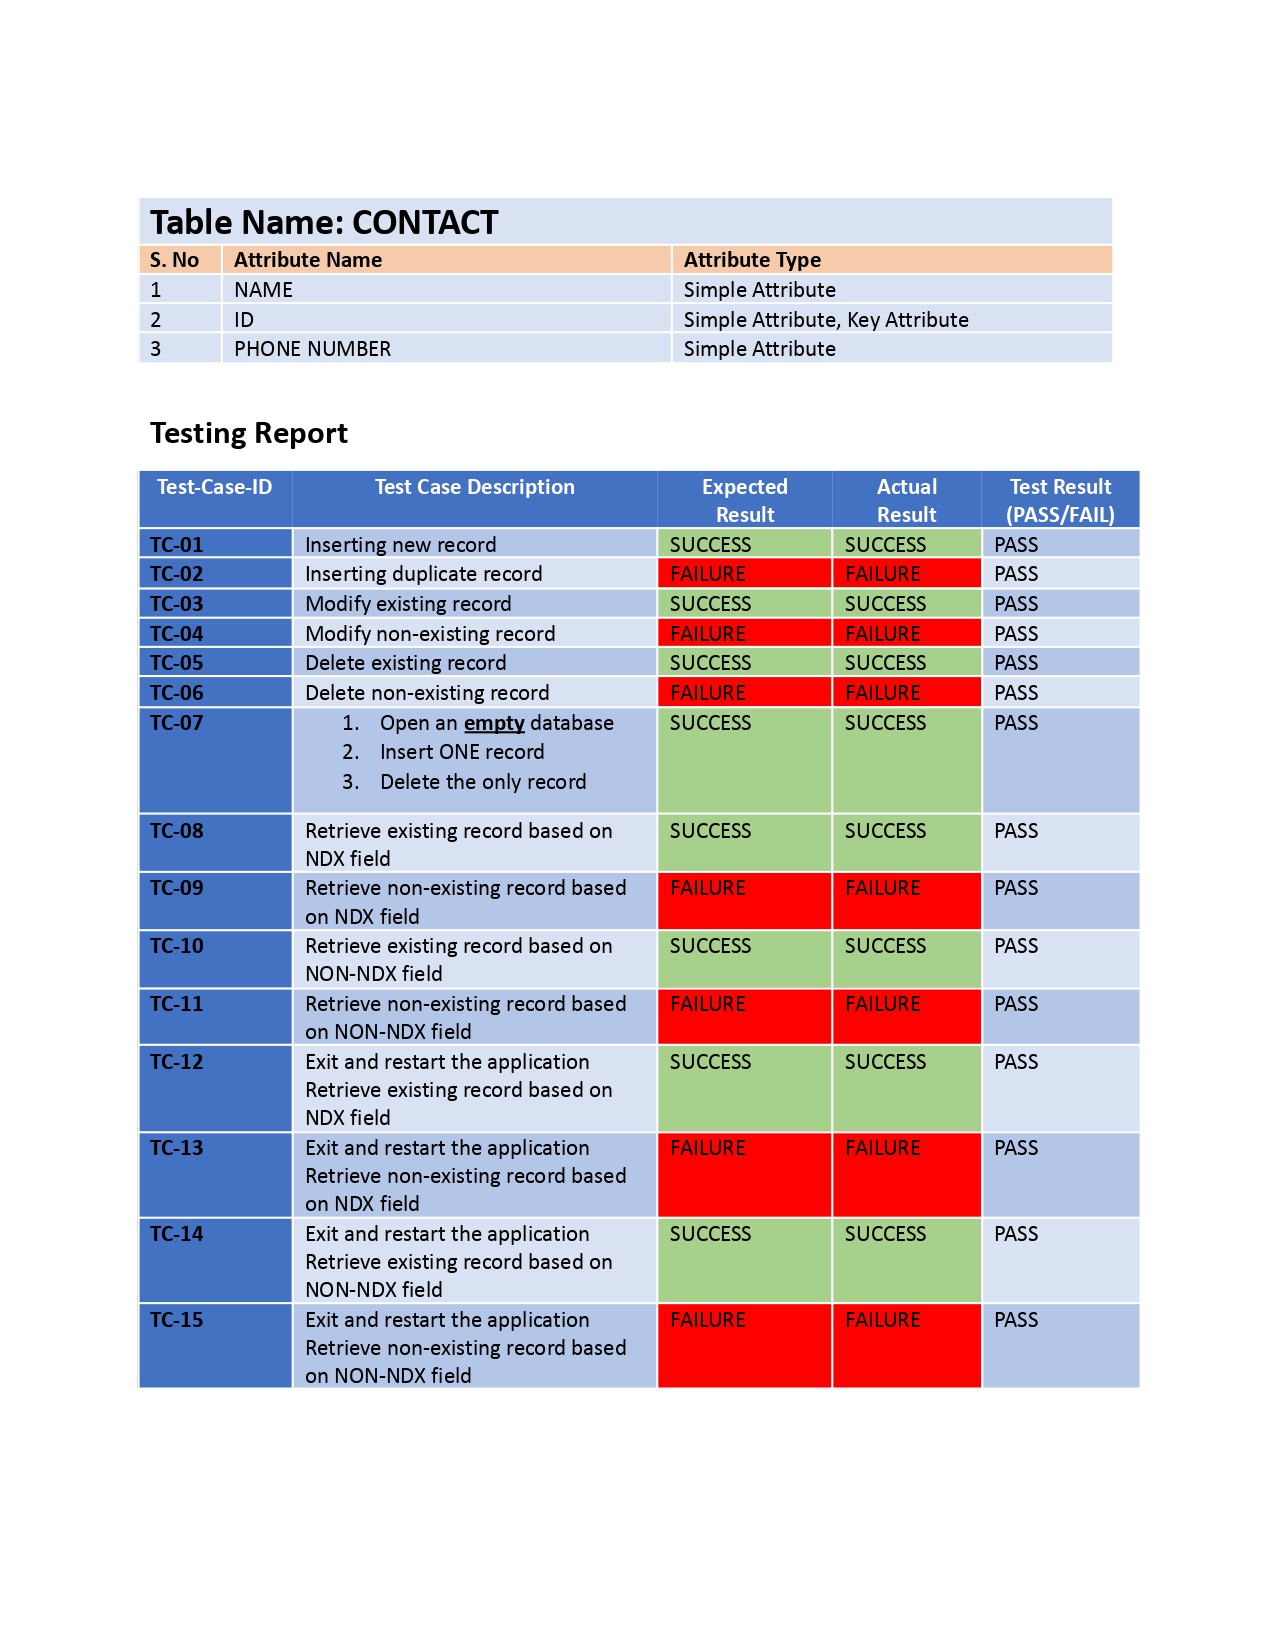 Table Name: CONTACT
S. No Attribute Name Attribute Type
1 NAME Simple Attribute
2 ID Simple Attribute, Key Attribute
3 PHONE NUMBER Simple Attribute
Testing Report
Test-Case-ID Test Case Description Expected Actual Test Result
Result Result (PASS/FAIL)
TC-01 Inserting new record SUCCESS SUCCESS PASS
TC-02 Inserting duplicate record FAILURE FAILURE PASS
TC-03 Modify existing record SUCCESS SUCCESS PASS
TC-04 Modify non-existing record FAILURE FAILURE PASS
TC-05 Delete existing record SUCCESS SUCCESS PASS
TC-06 Delete non-existing record FAILURE FAILURE PASS
TC-07 1. Open an empty database SUCCESS SUCCESS PASS
2. Insert ONE record
3. Delete the only record
TC-08 Retrieve existing record based on SUCCESS SUCCESS PASS
NDX field
TC-09 Retrieve non-existing record based FAILURE FAILURE PASS
on NDX field
TC-10 Retrieve existing record based on SUCCESS SUCCESS PASS
NON-NDX field
TC-11 Retrieve non-existing record based FAILURE FAILURE PASS
on NON-NDX field
TC-12 Exit and restart the application SUCCESS SUCCESS PASS
Retrieve existing record based on
NDX field
TC-13 Exit and restart the application FAILURE FAILURE PASS
Retrieve non-existing record based
on NDX field
TC-14 Exit and restart the application SUCCESS SUCCESS PASS
Retrieve existing record based on
NON-NDX field
TC-15 Exit and restart the application FAILURE FAILURE PASS
Retrieve non-existing record based
on NON-NDX field